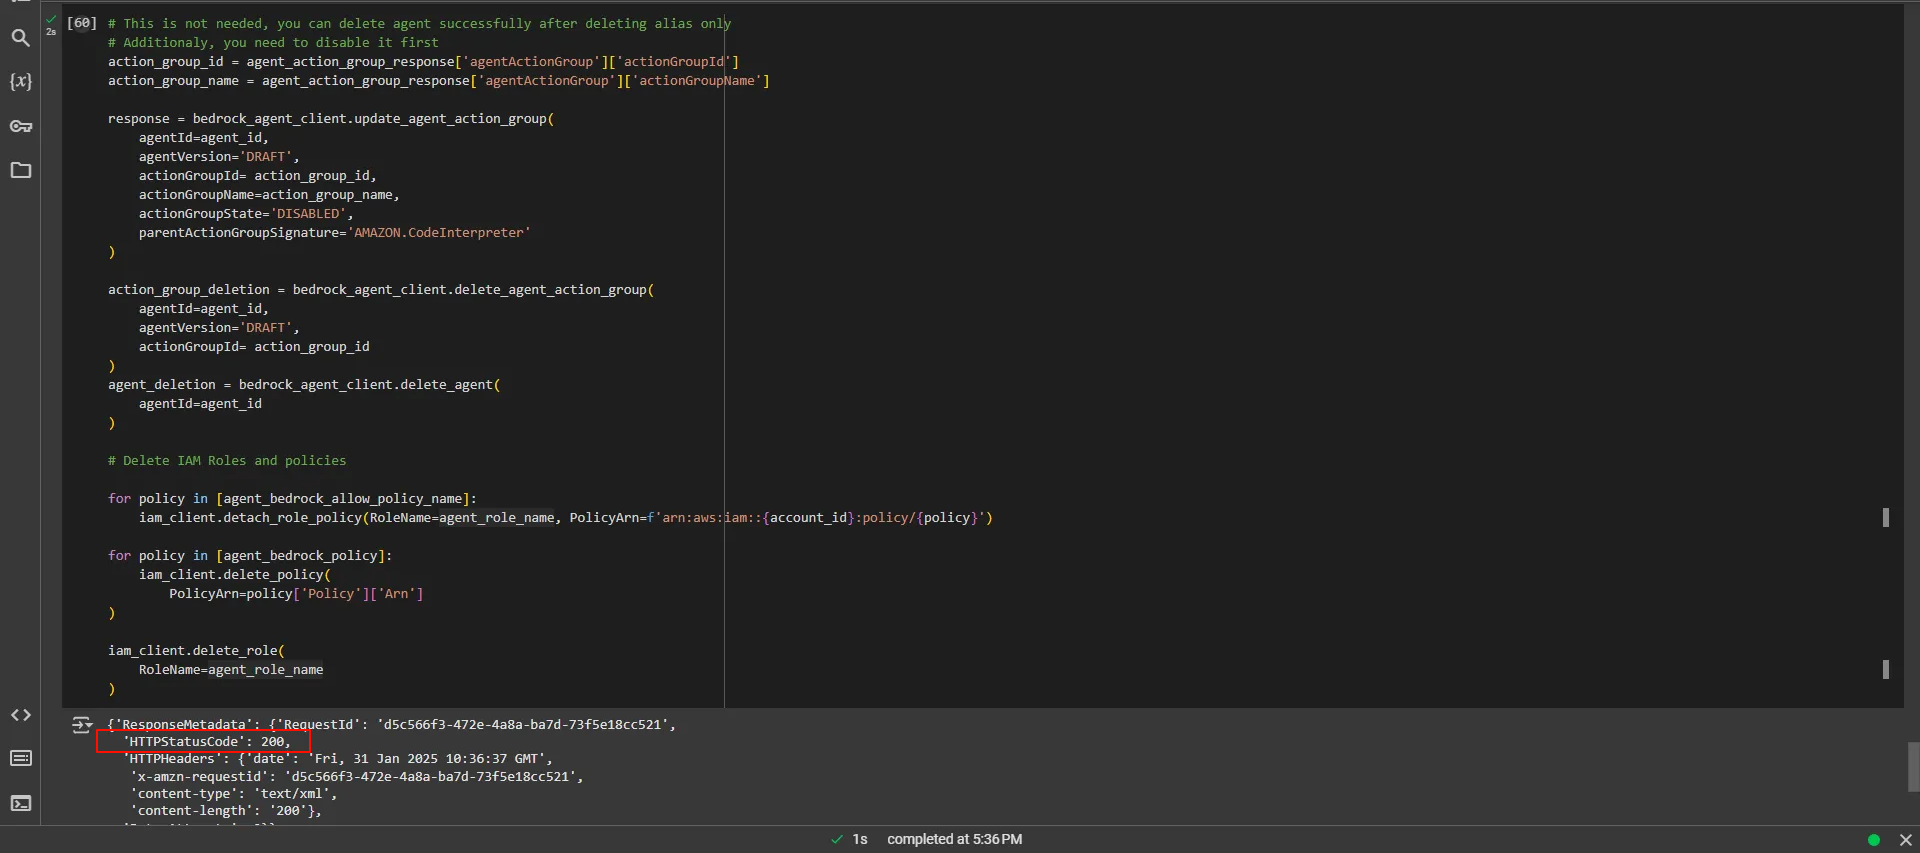 [60]
2s
# This is not needed, you can delete agent successfully after deleting alias only
# Additionaly, you need to disable it first
action_group_id = agent_action_group_response['agentActionGroup']['actionGroupId']
action_group_name = agent_action_group_response['agentActionGroup']['actionGroupName']

response = bedrock_agent_client.update_agent_action_group(
    agentId=agent_id,
    agentVersion='DRAFT',
    actionGroupId= action_group_id,
    actionGroupName=action_group_name,
    actionGroupState='DISABLED',
    parentActionGroupSignature='AMAZON.CodeInterpreter'
)

action_group_deletion = bedrock_agent_client.delete_agent_action_group(
    agentId=agent_id,
    agentVersion='DRAFT',
    actionGroupId= action_group_id
)
agent_deletion = bedrock_agent_client.delete_agent(
    agentId=agent_id
)

# Delete IAM Roles and policies

for policy in [agent_bedrock_allow_policy_name]:
    iam_client.detach_role_policy(RoleName=agent_role_name, PolicyArn=f'arn:aws:iam::{account_id}:policy/{policy}')

for policy in [agent_bedrock_policy]:
    iam_client.delete_policy(
        PolicyArn=policy['Policy']['Arn']
)

iam_client.delete_role(
    RoleName=agent_role_name
)

{'ResponseMetadata': {'RequestId': 'd5c566f3-472e-4a8a-ba7d-73f5e18cc521',
  'HTTPStatusCode': 200,
  'HTTPHeaders': {'date': 'Fri, 31 Jan 2025 10:36:37 GMT',
   'x-amzn-requestid': 'd5c566f3-472e-4a8a-ba7d-73f5e18cc521',
   'content-type': 'text/xml',
   'content-length': '200'},
1s completed at 5:36 PM